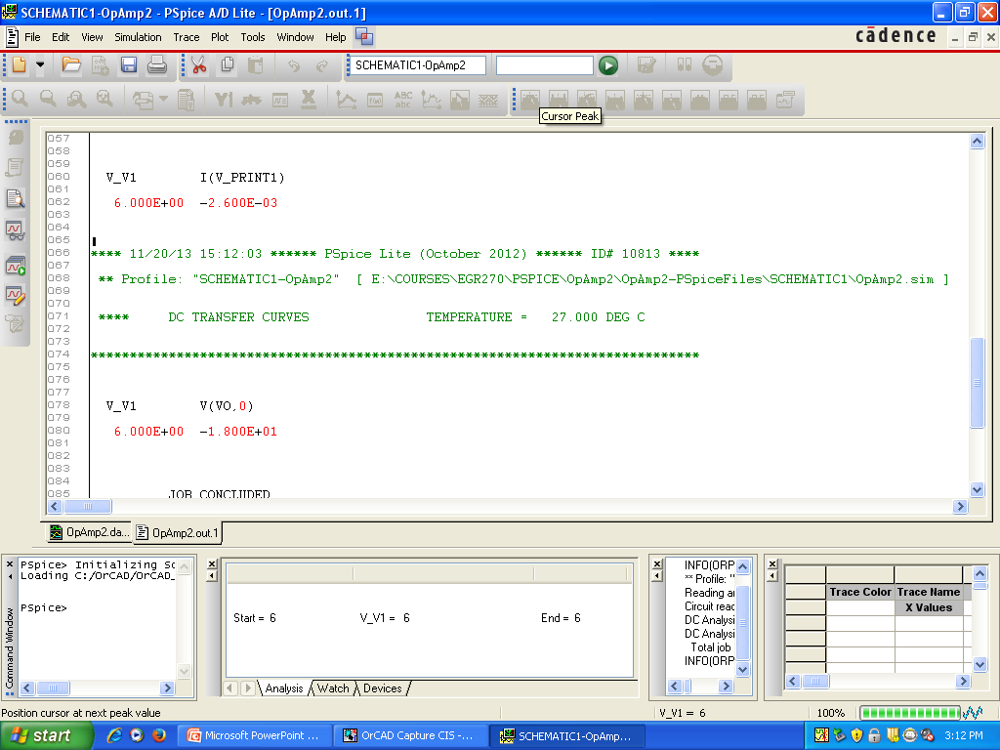 SCHEMATIC1-OpAmp2 - PSpice A/D Lite - [OpAmp2.out.1]
File Edit View Simulation Trace Plot Tools Window Help
cādence
SCHEMATIC1-OpAmp2
ABC
abc
Cursor Peak
057
058
059
060 V_V1 I(V_PRINT1)
061
062 6.000E+00 -2.600E-03
063
064
065
066 **** 11/20/13 15:12:03 ****** PSpice Lite (October 2012) ****** ID# 10813 ****
067
068 ** Profile: "SCHEMATIC1-OpAmp2" [ E:\COURSES\EGR270\PSPICE\OpAmp2\OpAmp2-PSpiceFiles\SCHEMATIC1\OpAmp2.sim ]
069
070
071 **** DC TRANSFER CURVES TEMPERATURE = 27.000 DEG C
072
073
074 ******************************************************************************
075
076
077
078 V_V1 V(VO,0)
079
080 6.000E+00 -1.800E+01
081
082
083
084
085 JOB CONCLUDED
OpAmp2.da... OpAmp2.out.1
Command Window
PSpice> Initializing Sc
Loading C:/OrCAD/OrCAD_
PSpice>
Start = 6 V_V1 = 6 End = 6
Analysis Watch Devices
INFO(ORP
** Profile: "
Reading ar
Circuit reac
DC Analysi
DC Analysi
Total job
INFO(ORP
Trace Color Trace Name
X Values
Position cursor at next peak value V_V1 = 6 100%
start Microsoft PowerPoint ... OrCAD Capture CIS -... SCHEMATIC1-OpAmp... 3:12 PM